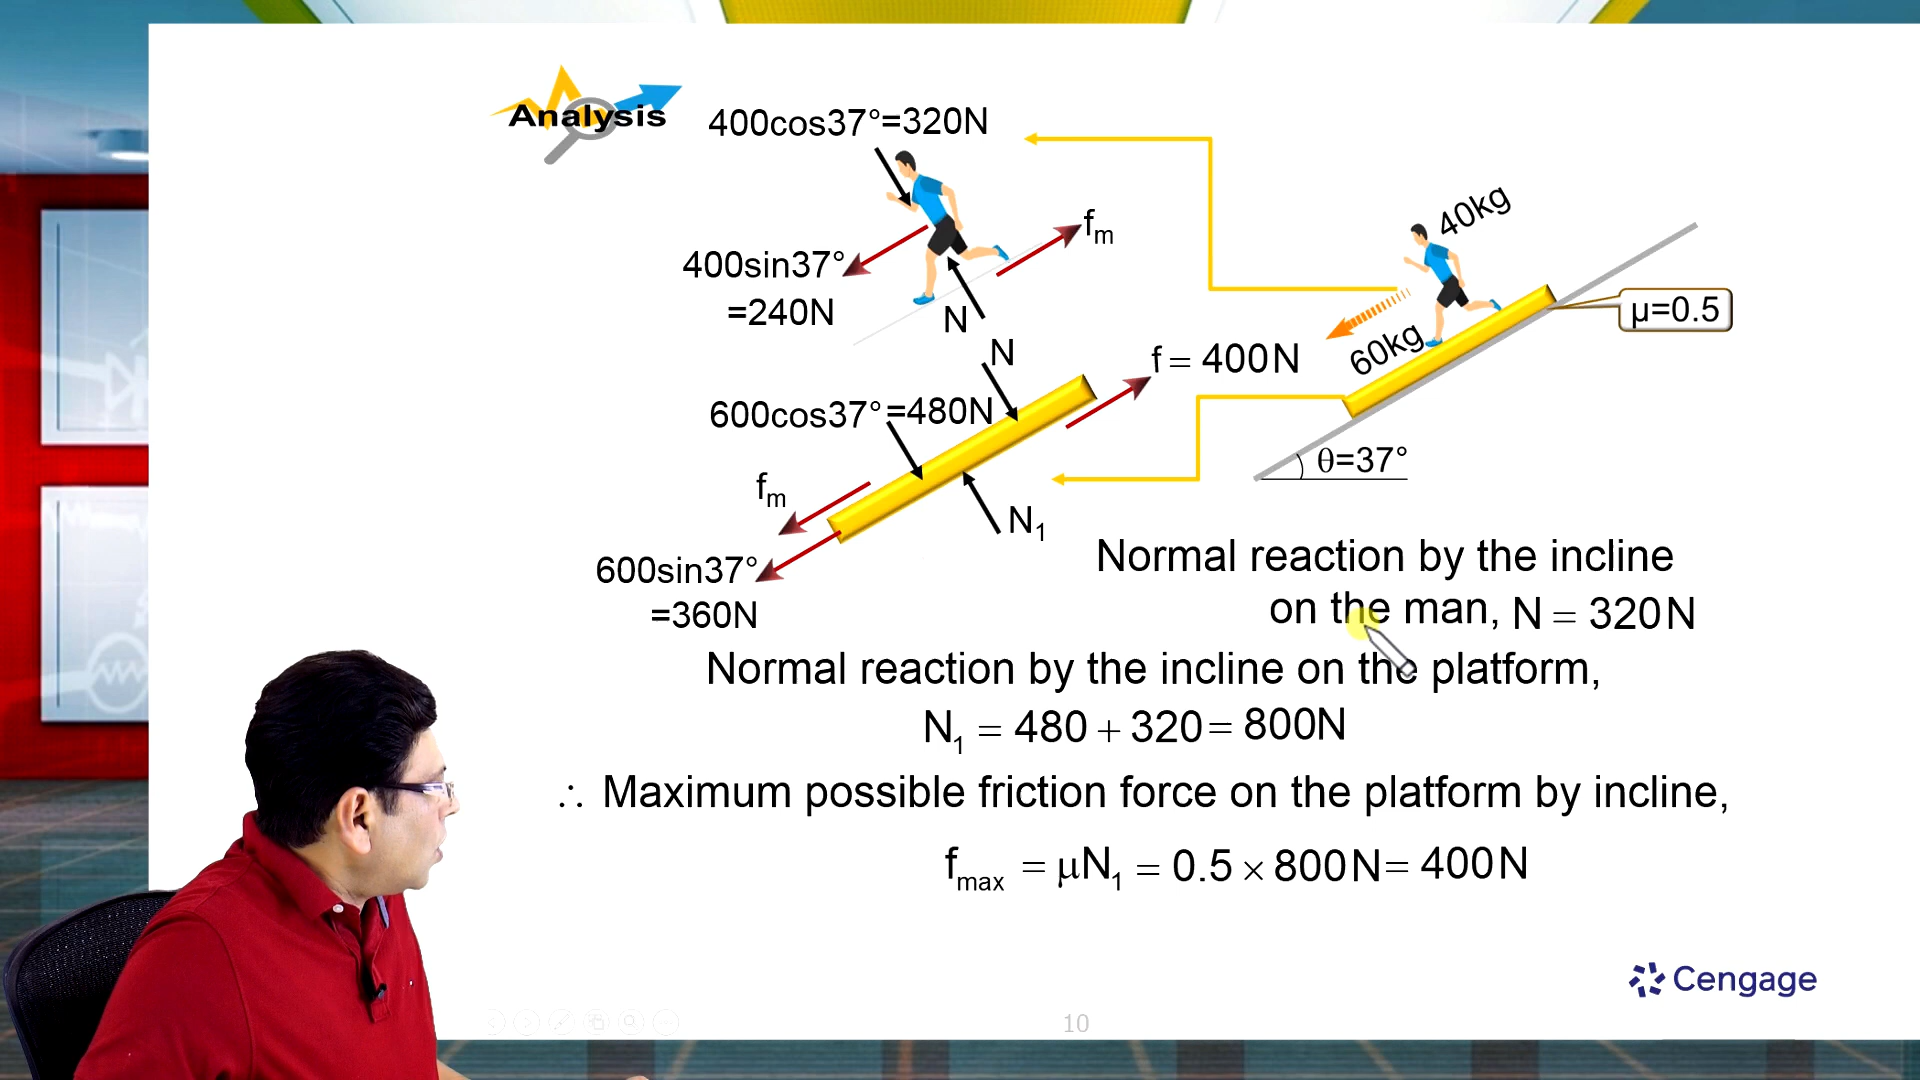 Analysis
400cos37°=320N
40kg
fm
400sin37°
=240N
N
µ=0.5
N
f = 400N
60kg
600cos37°=480N
θ=37°
fm
N1
600sin37°
=360N
Normal reaction by the incline
on the man, N = 320N
Normal reaction by the incline on the platform,
N1 = 480 + 320 = 800N
∴ Maximum possible friction force on the platform by incline,
fmax = µN1 = 0.5 × 800N = 400N
Cengage
10